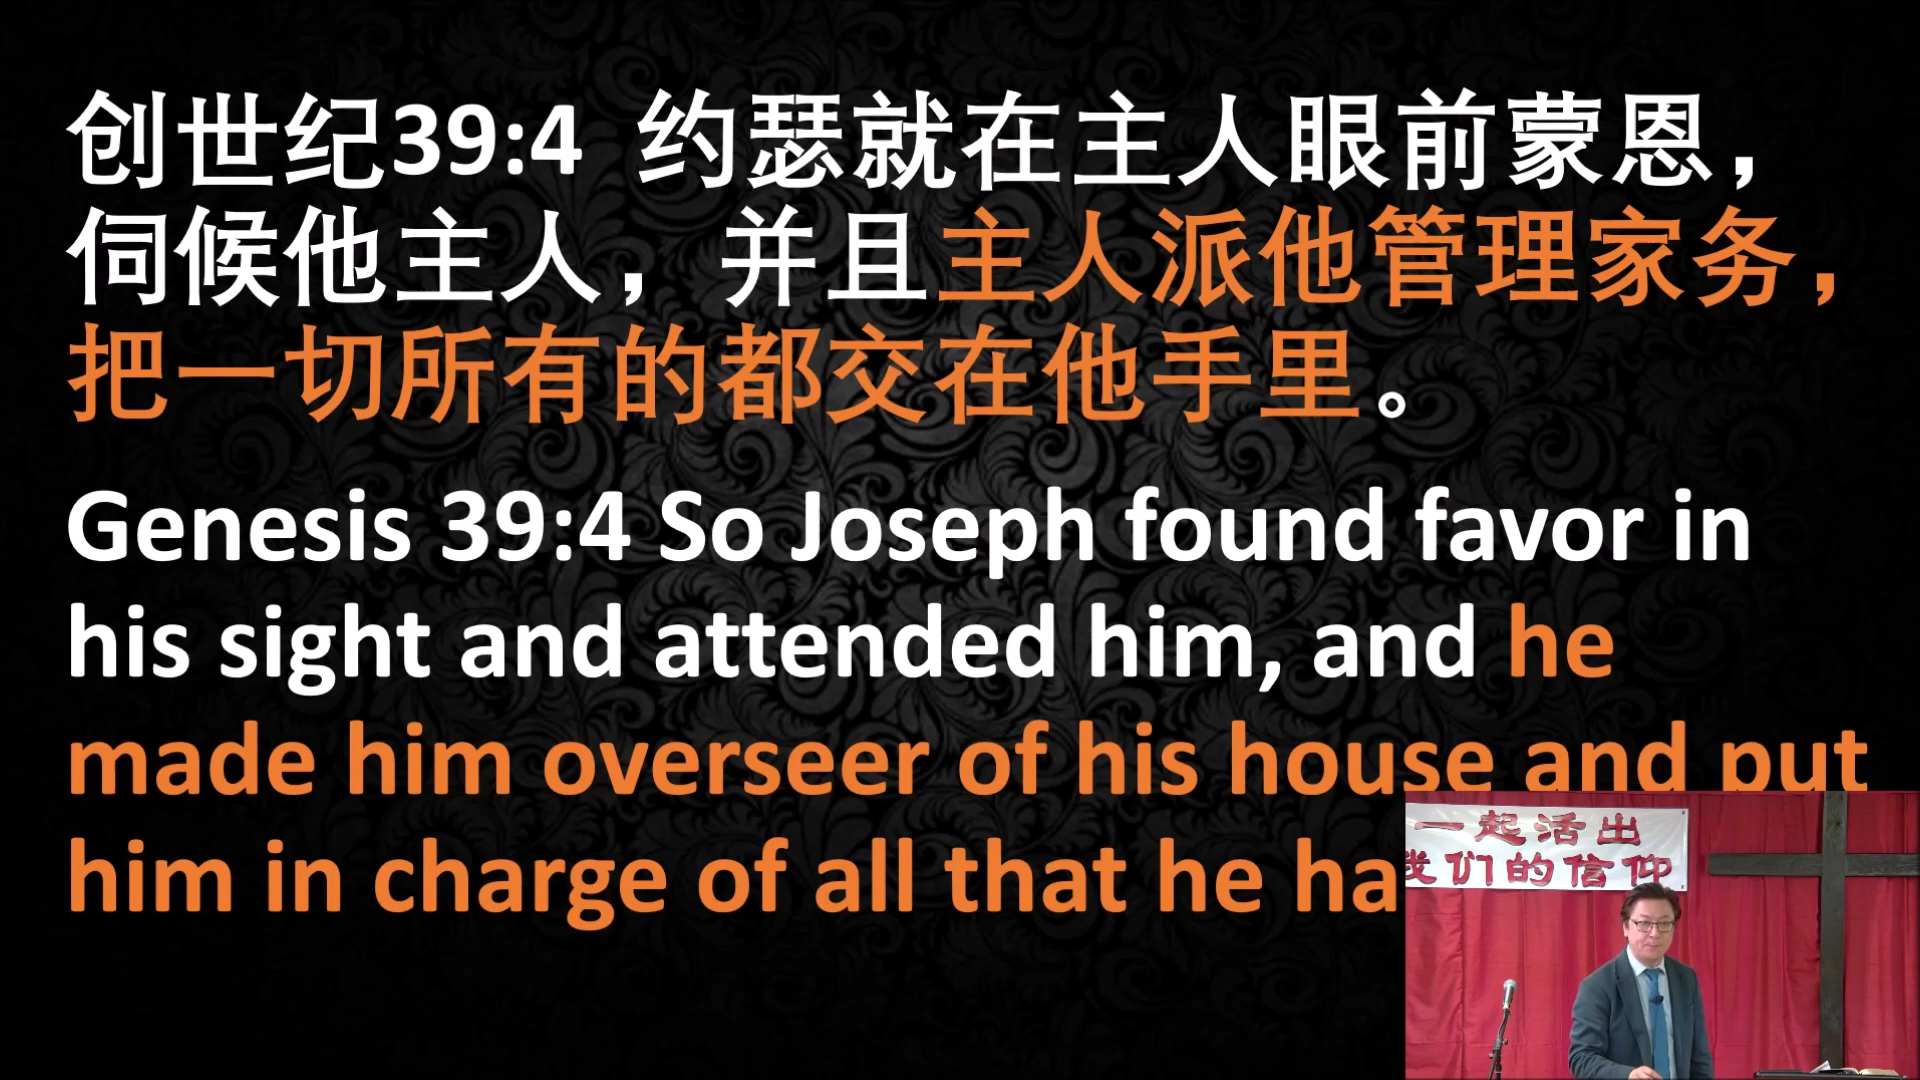 创世纪39:4 约瑟就在主人眼前蒙恩，
伺候他主人，并且主人派他管理家务，
把一切所有的都交在他手里。
Genesis 39:4 So Joseph found favor in
his sight and attended him, and he
made him overseer of his house and put
him in charge of all that he ha
一起活出
我们的信仰